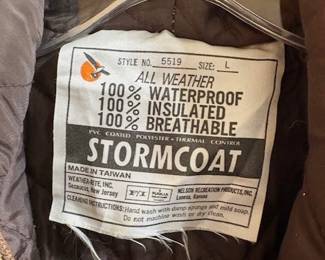 STYLE NO. 5519 SIZE: L
ALL WEATHER
100% WATERPROOF
100% INSULATED
100% BREATHABLE
PVC COATED POLYESTER • THERMAL CONTROL
STORMCOAT
MADE IN TAIWAN
WEATHER-RITE, INC.
Secaucus, New Jersey
NELSON RECREATION PRODUCTS, INC.
Lenexa, Kansas
CLEANING INSTRUCTIONS: Hand wash with damp sponge and mild soap.
Do not machine wash or dry clean.